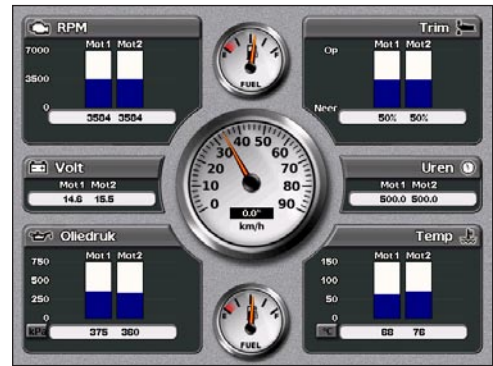 RPM
Mot1 Mot2
7000
3500
0
3584 3584
FUEL
Trim
Mot1 Mot2
Op
Neer
50% 50%
Volt
Mot1 Mot2
14.6 15.5
0 10 20 30 40 50 60 70 80 90
0.0"
km/h
Uren
Mot1 Mot2
500.0 500.0
Oliedruk
Mot1 Mot2
750
500
250
0
kPa 375 360
FUEL
Temp
Mot1 Mot2
150
100
50
0
°C 68 76